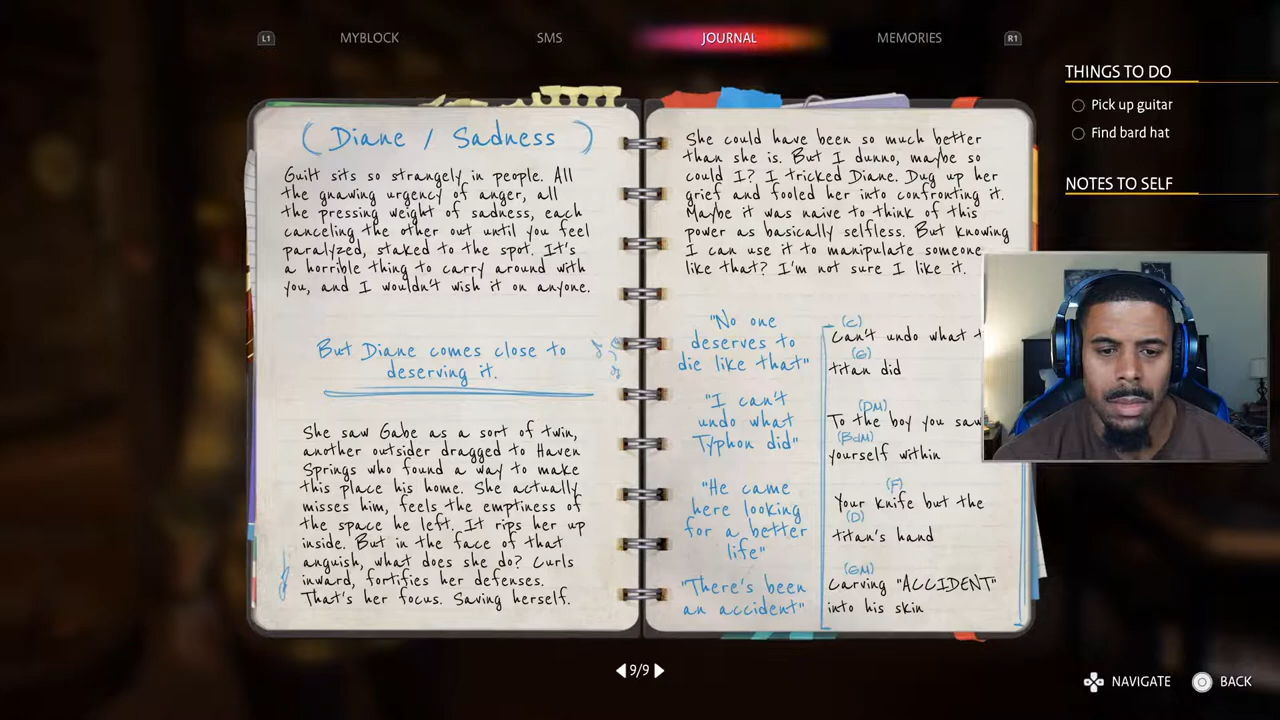 L1
MYBLOCK
SMS
JOURNAL
MEMORIES
R1
THINGS TO DO
Pick up guitar
Find bard hat
NOTES TO SELF
(Diane / Sadness)
Guilt sits so strangely in people. All
the gnawing urgency of anger, all
the pressing weight of sadness, each
canceling the other out until you feel
paralyzed, staked to the spot. It's
a horrible thing to carry around with
you, and I wouldn't wish it on anyone.
But Diane comes close to
deserving it.
She saw Gabe as a sort of twin,
another outsider dragged to Haven
Springs who found a way to make
this place his home. She actually
misses him, feels the emptiness of
the space he left. It rips her up
inside. But in the face of that
anguish, what does she do? Curls
inward, fortifies her defenses.
That's her focus. Saving herself.
She could have been so much better
than she is. But I dunno, maybe so
could I? I tricked Diane. Dug up her
grief and fooled her into confronting it.
Maybe it was naive to think of this
power as basically selfless. But knowing
I can use it to manipulate someone
like that? I'm not sure I like it.
"No one
deserves to
die like that"
"I can't
undo what
Typhon did"
"He came
here looking
for a better
life"
"There's been
an accident"
(C)
Can't undo what
(G)
titan did
(DM)
To the boy you saw
(BdM)
yourself within
(F)
Your knife but the
(D)
titan's hand
(GM)
Carving "ACCIDENT"
into his skin
9/9
NAVIGATE
BACK